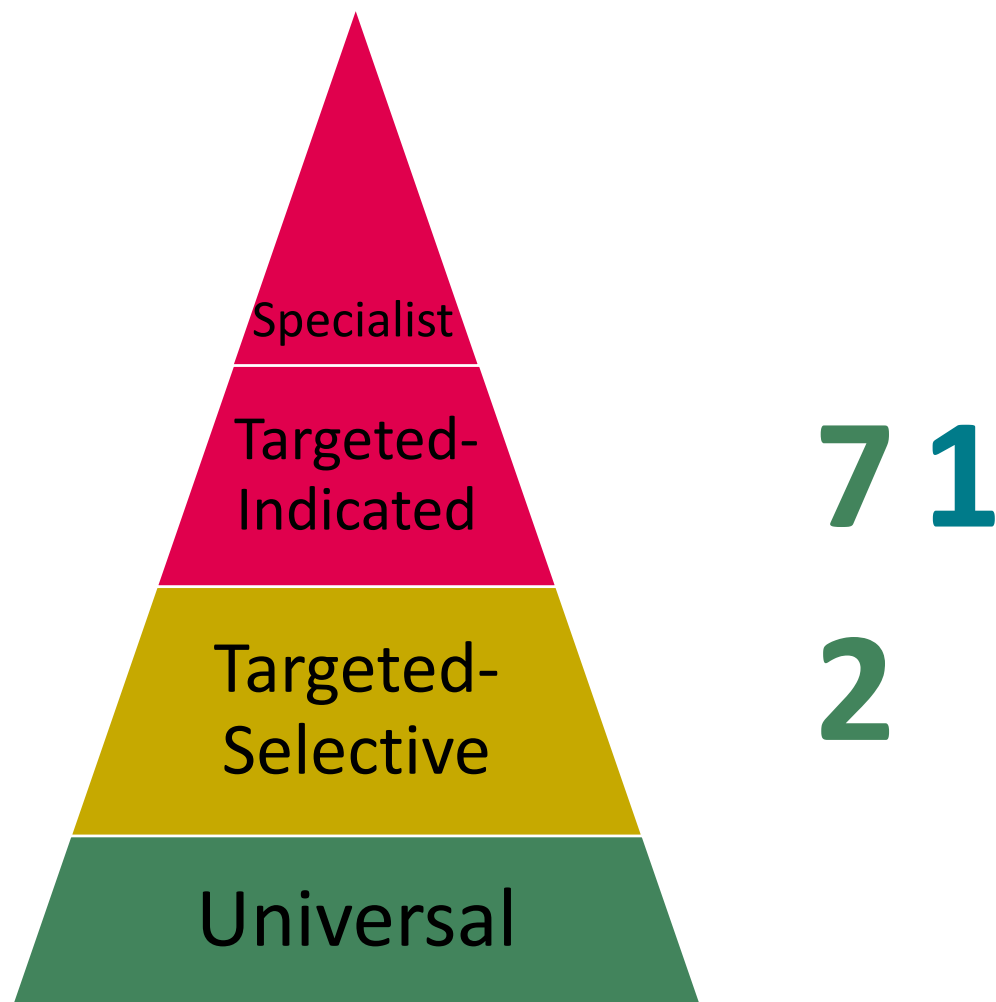 Specialist
Targeted-
Indicated
7 1
Targeted-
Selective
2
Universal